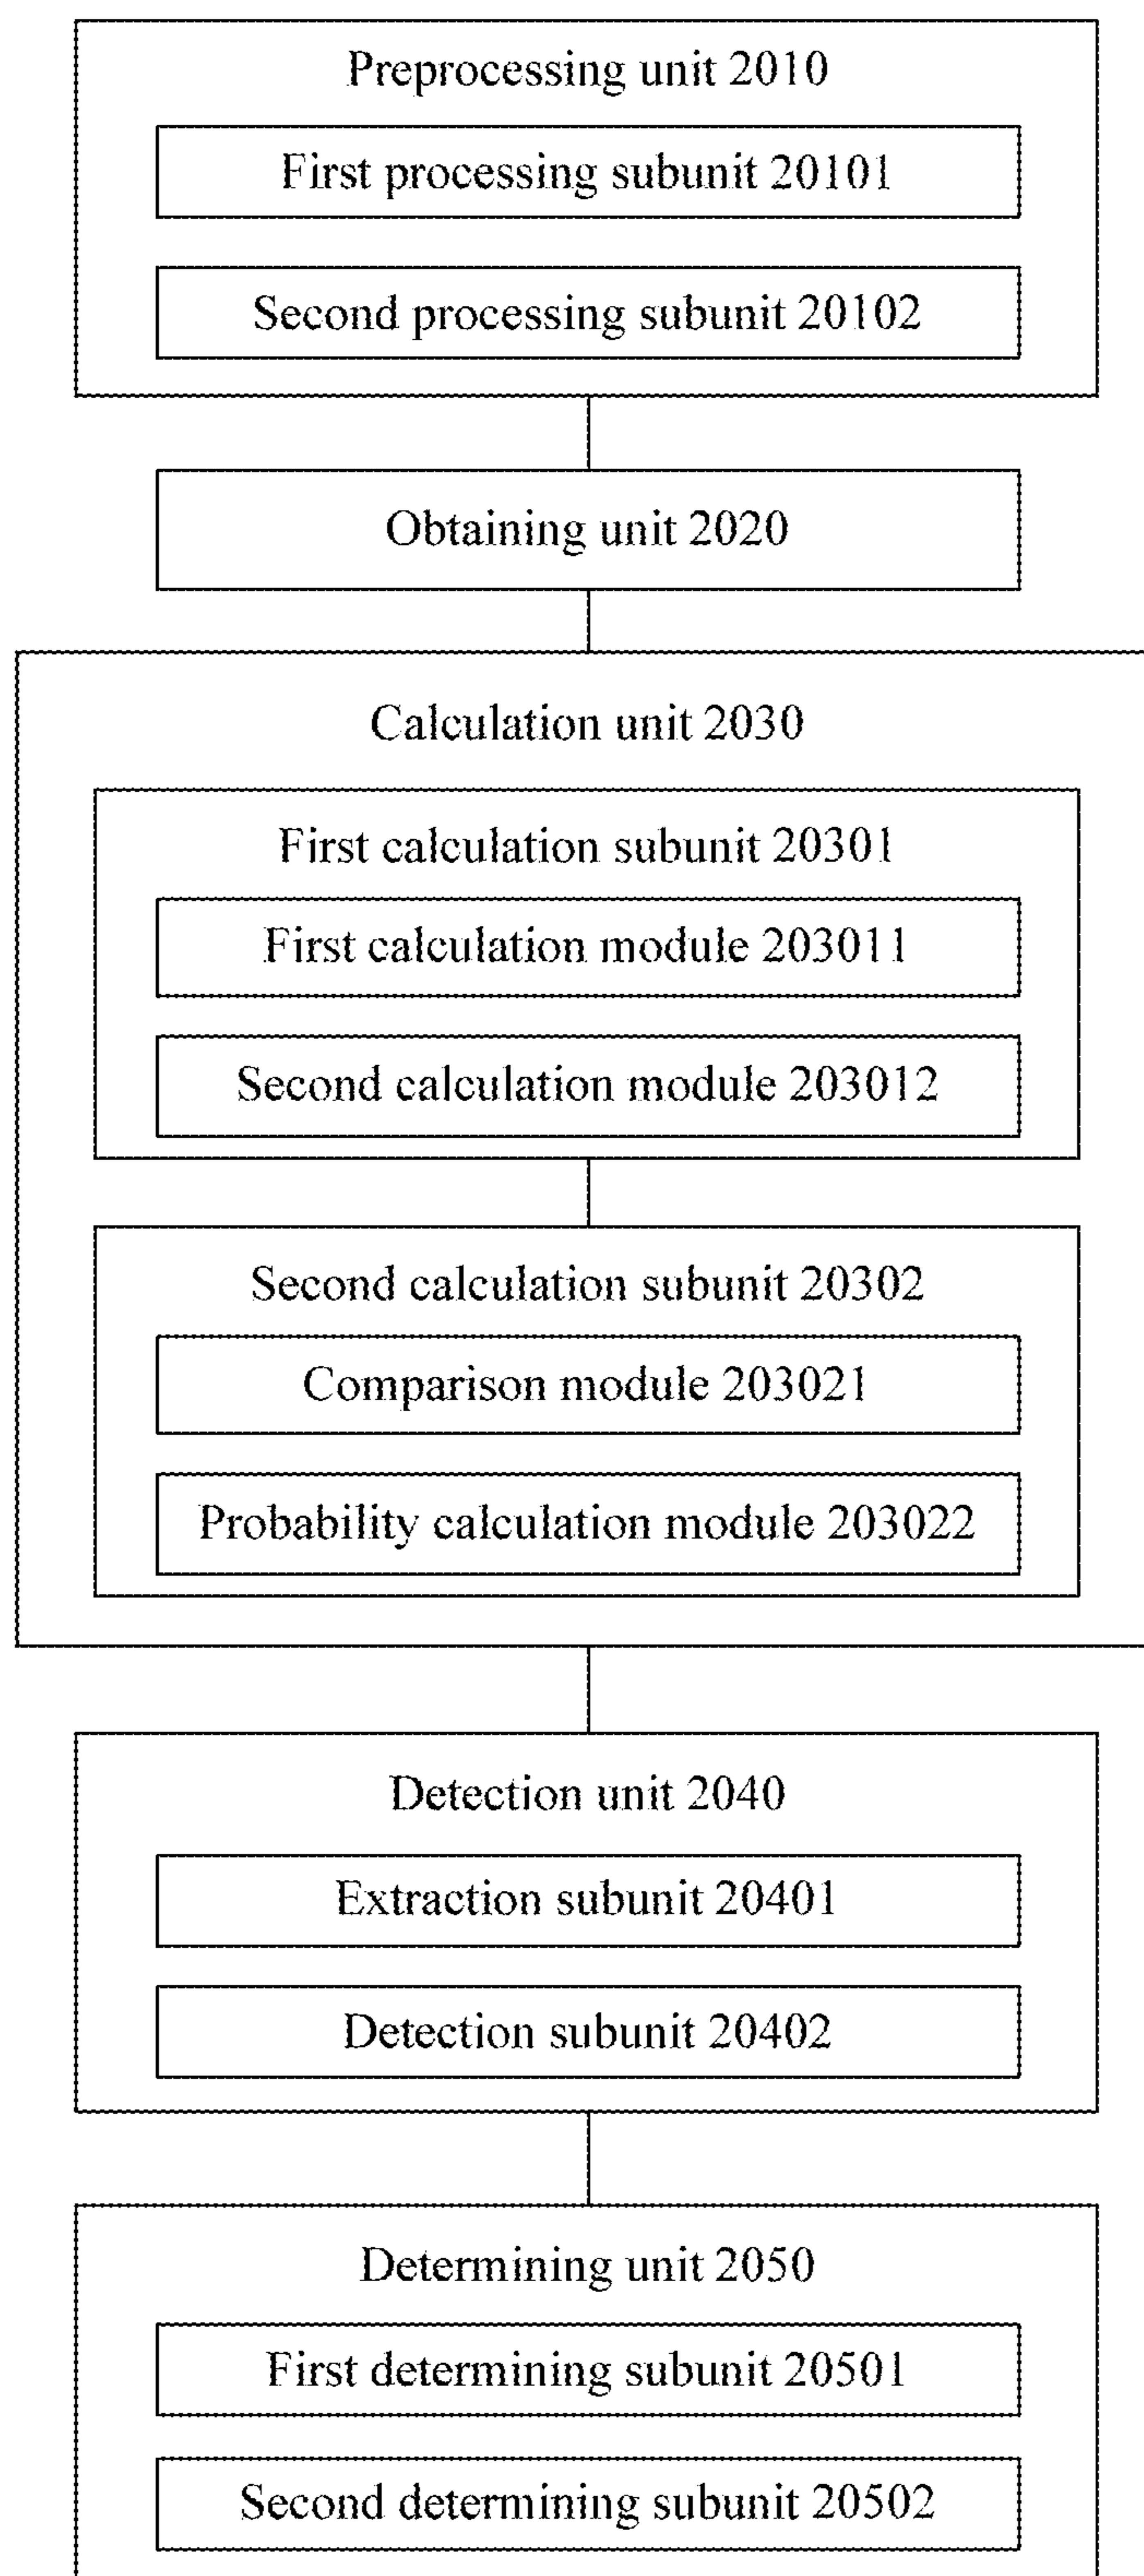 Preprocessing unit 2010
First processing subunit 20101
Second processing subunit 20102
Obtaining unit 2020
Calculation unit 2030
First calculation subunit 20301
First calculation module 203011
Second calculation module 203012
Second calculation subunit 20302
Comparison module 203021
Probability calculation module 203022
Detection unit 2040
Extraction subunit 20401
Detection subunit 20402
Determining unit 2050
First determining subunit 20501
Second determining subunit 20502